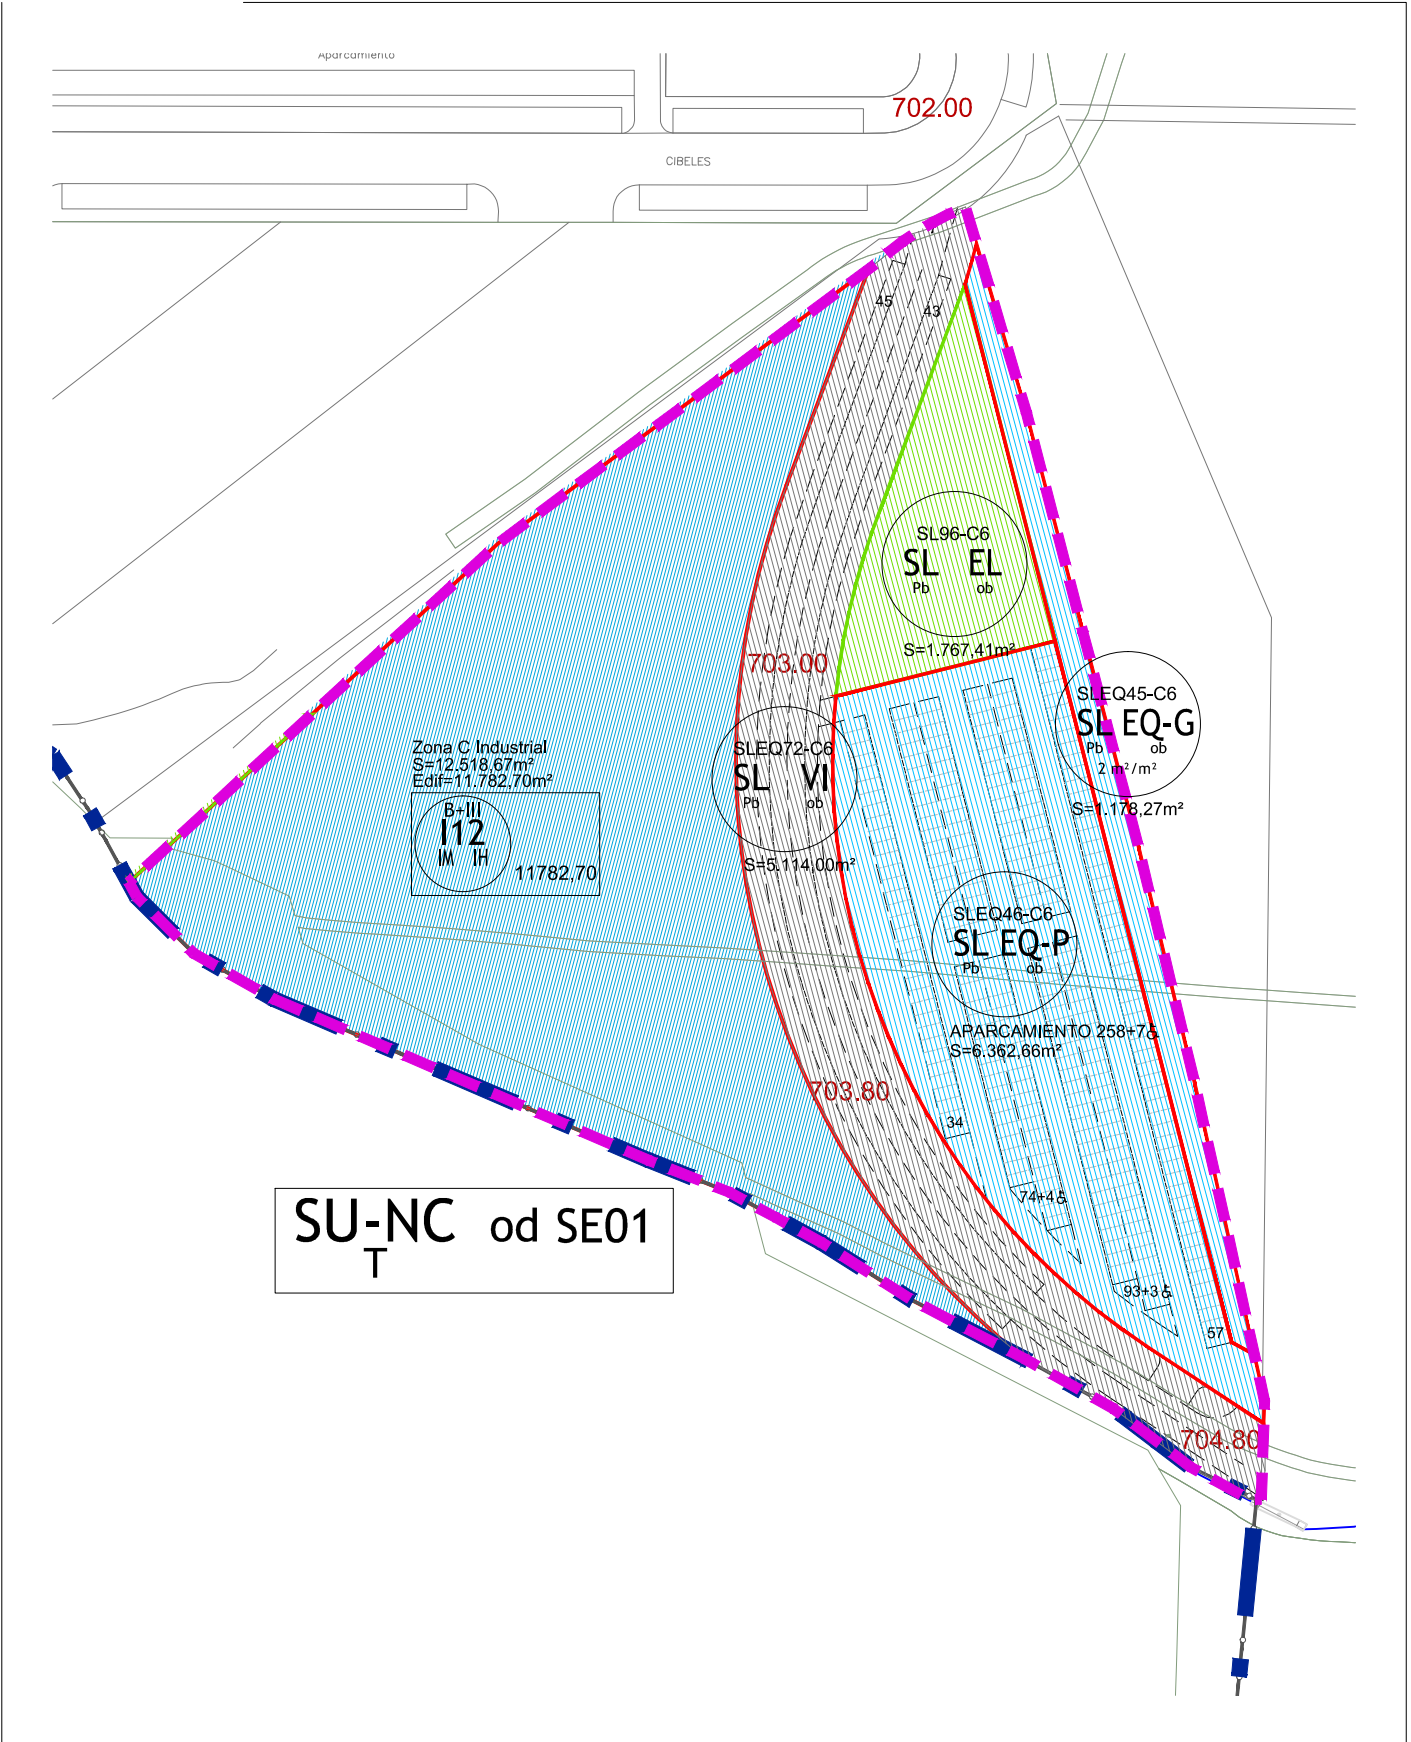 Aparcamiento
702.00
CIBELES
45
43
SL96-C6
SL EL
Pb ob
S=1.767,41m²
703.00
SLEQ45-C6
SL EQ-G
Pb ob
2 m²/m²
S=1.178,27m²
Zona C Industrial
S=12.518,67m²
Edif=11.782,70m²
B+III
I12
IM IH
11782,70
SLEQ72-C6
SL VI
Pb ob
S=5.114,00m²
SLEQ46-C6
SL EQ-P
Pb ob
APARCAMIENTO 258+7♿
S=6.362,66m²
703.80
34
74+4♿
93+3♿
57
SU-NC od SE01
T
704.80